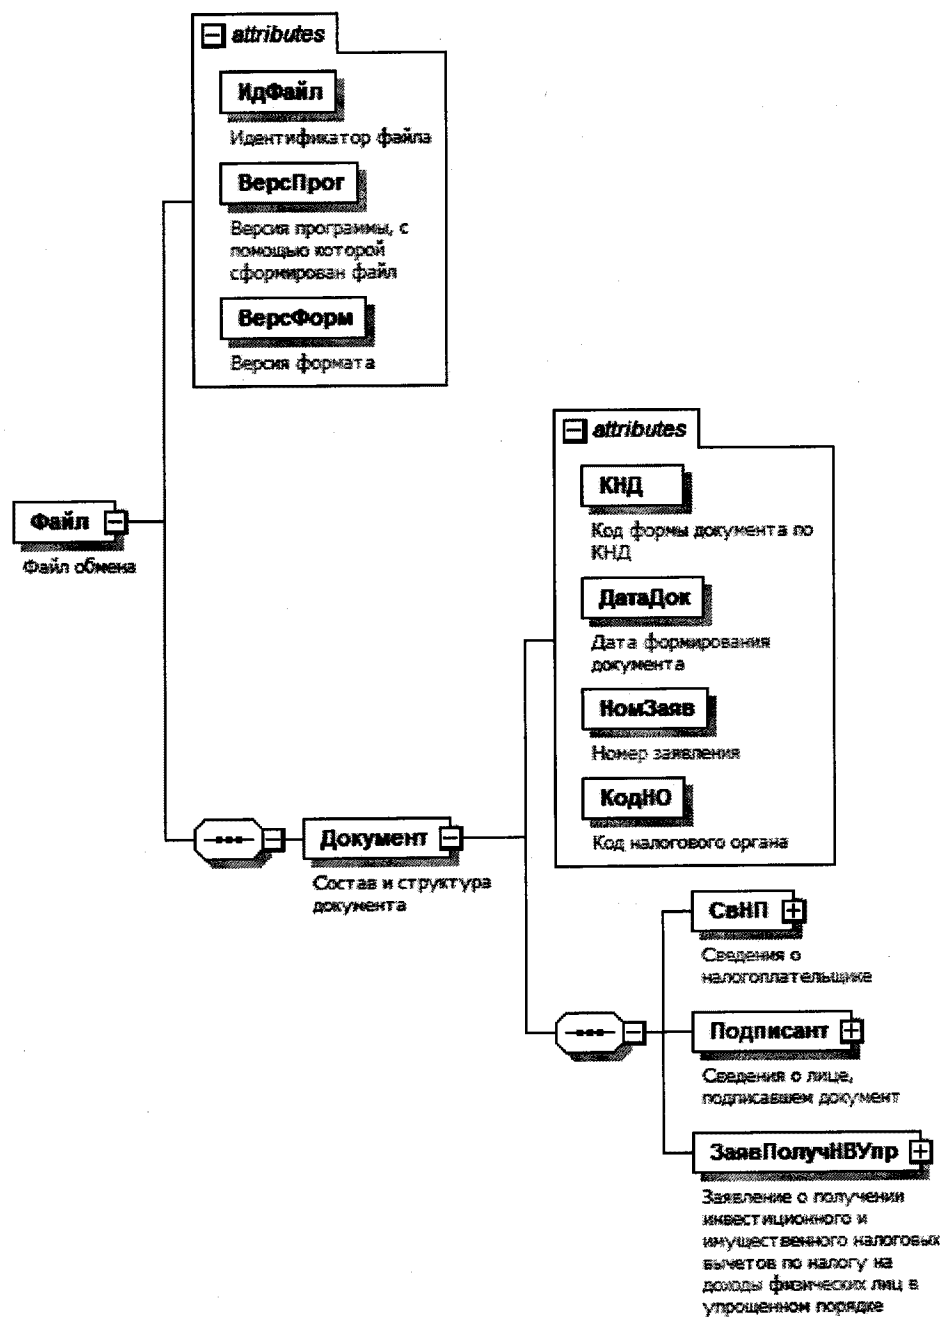 attributes
ИдФайл
Идентификатор файла
ВерсПрог
Версия программы, с
помощью которой
сформирован файл
ВерсФорм
Версия формата
Файл
Файл обмена
attributes
КНД
Код формы документа по
КНД
ДатаДок
Дата формирования
документа
НомЗаяв
Номер заявления
КодНО
Код налогового органа
Документ
Состав и структура
документа
СвНП
Сведения о
налогоплательщике
Подписант
Сведения о лице,
подписавшем документ
ЗаявПолучНВУпр
Заявление о получении
инвестиционного и
имущественного налоговых
вычетов по налогу на
доходы физических лиц в
упрощенном порядке